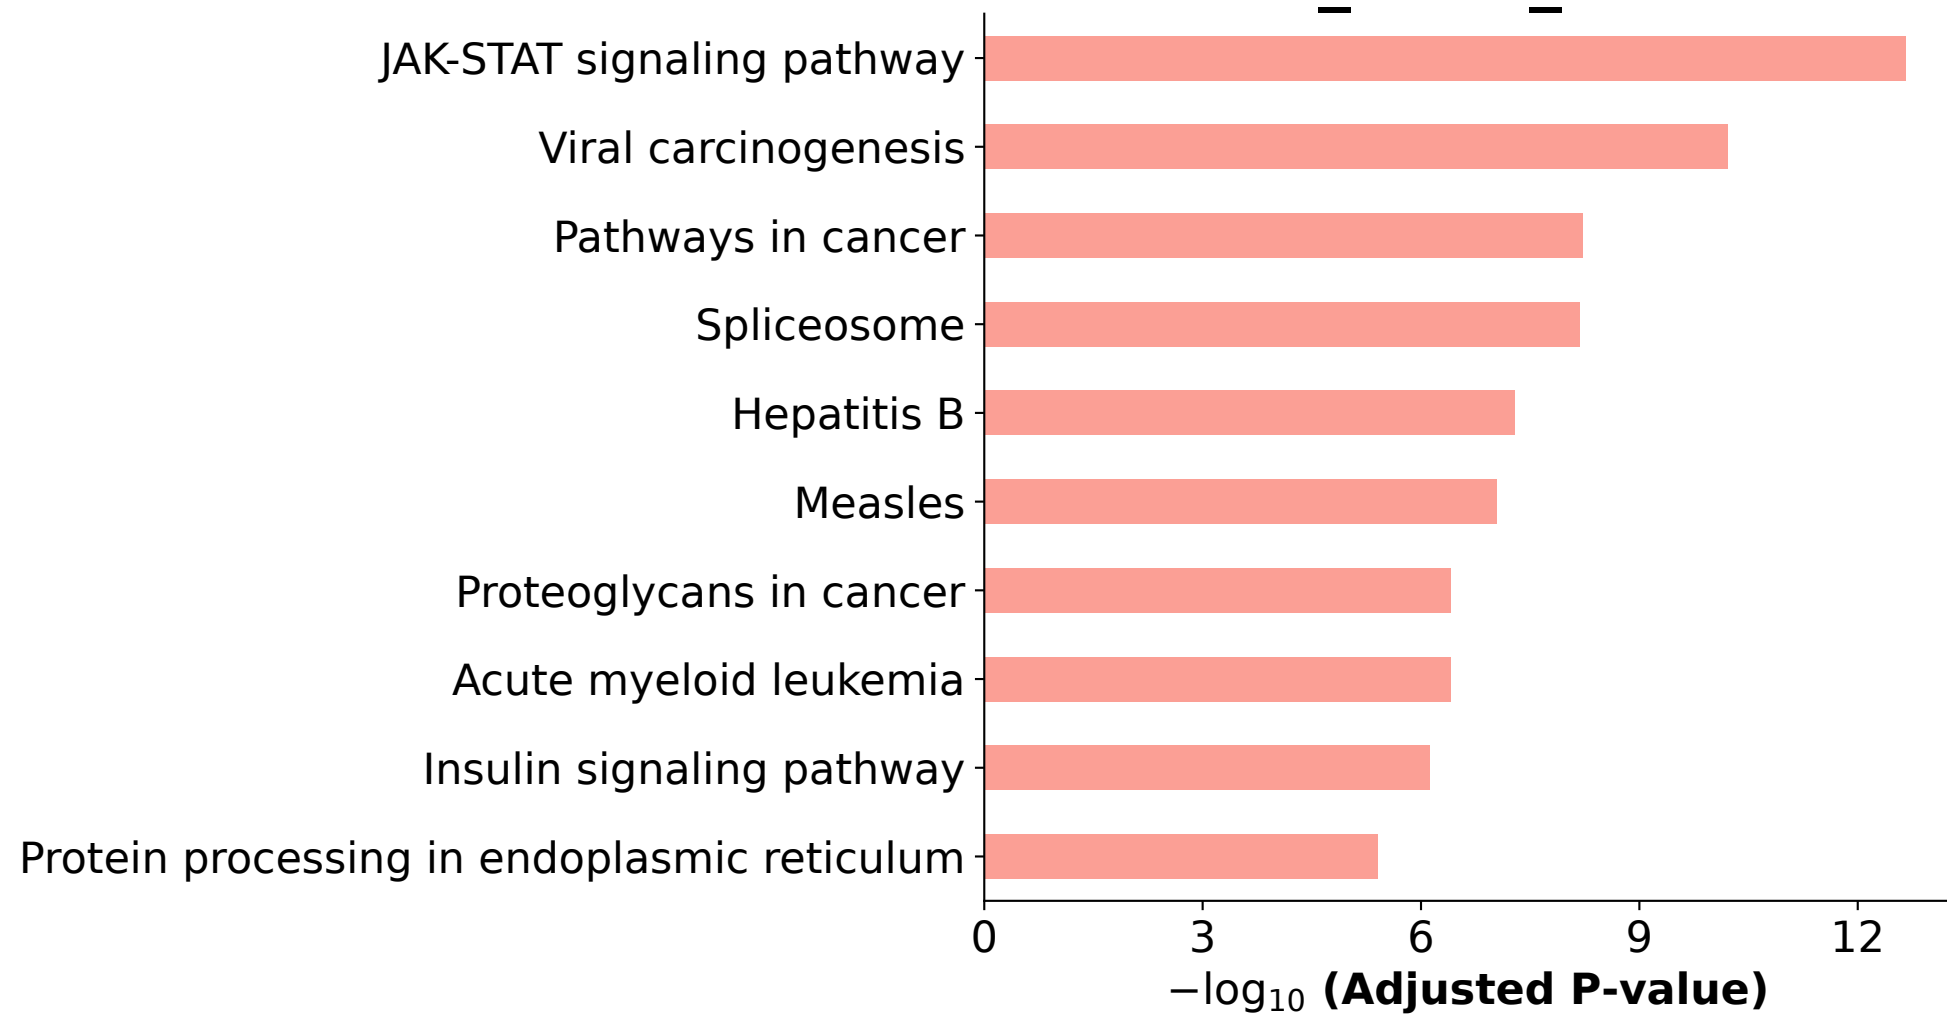 JAK-STAT signaling pathway
Viral carcinogenesis
Pathways in cancer
Spliceosome
Hepatitis B
Measles
Proteoglycans in cancer
Acute myeloid leukemia
Insulin signaling pathway
Protein processing in endoplasmic reticulum
0 3 6 9 12
−log₁₀ (Adjusted P-value)